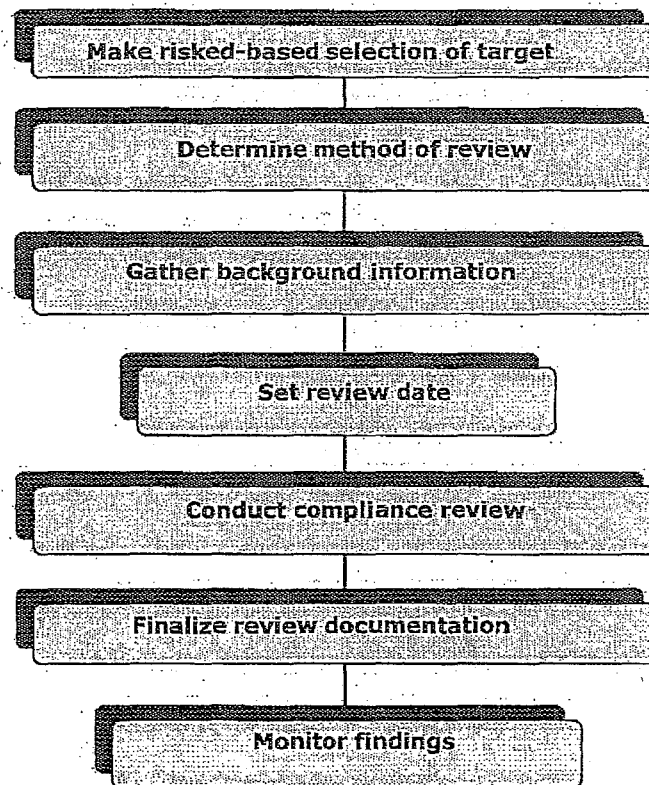 Make risked-based selection of target
Determine method of review
Gather background information
Set review date
Conduct compliance review
Finalize review documentation
Monitor findings